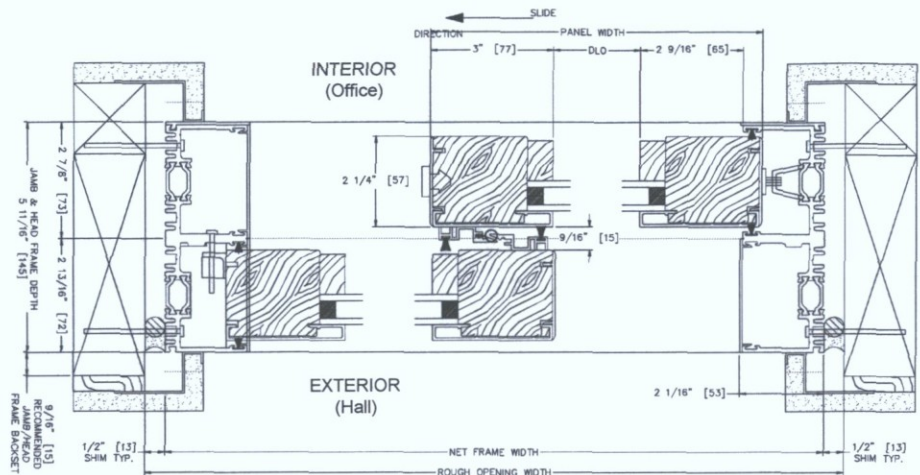 SLIDE
DIRECTION
PANEL WIDTH
3" [77]
DLO
2 9/16" [65]
INTERIOR
(Office)
2 1/4" [57]
9/16" [15]
JAMB & HEAD FRAME DEPTH
5 11/16" [145]
2 7/8" [73]
2 13/16" [72]
EXTERIOR
(Hall)
2 1/16" [53]
9/16" [15]
RECOMMENDED
JAMB/HEAD
FRAME BACKSET
1/2" [13]
SHIM TYP.
NET FRAME WIDTH
1/2" [13]
SHIM TYP.
ROUGH OPENING WIDTH